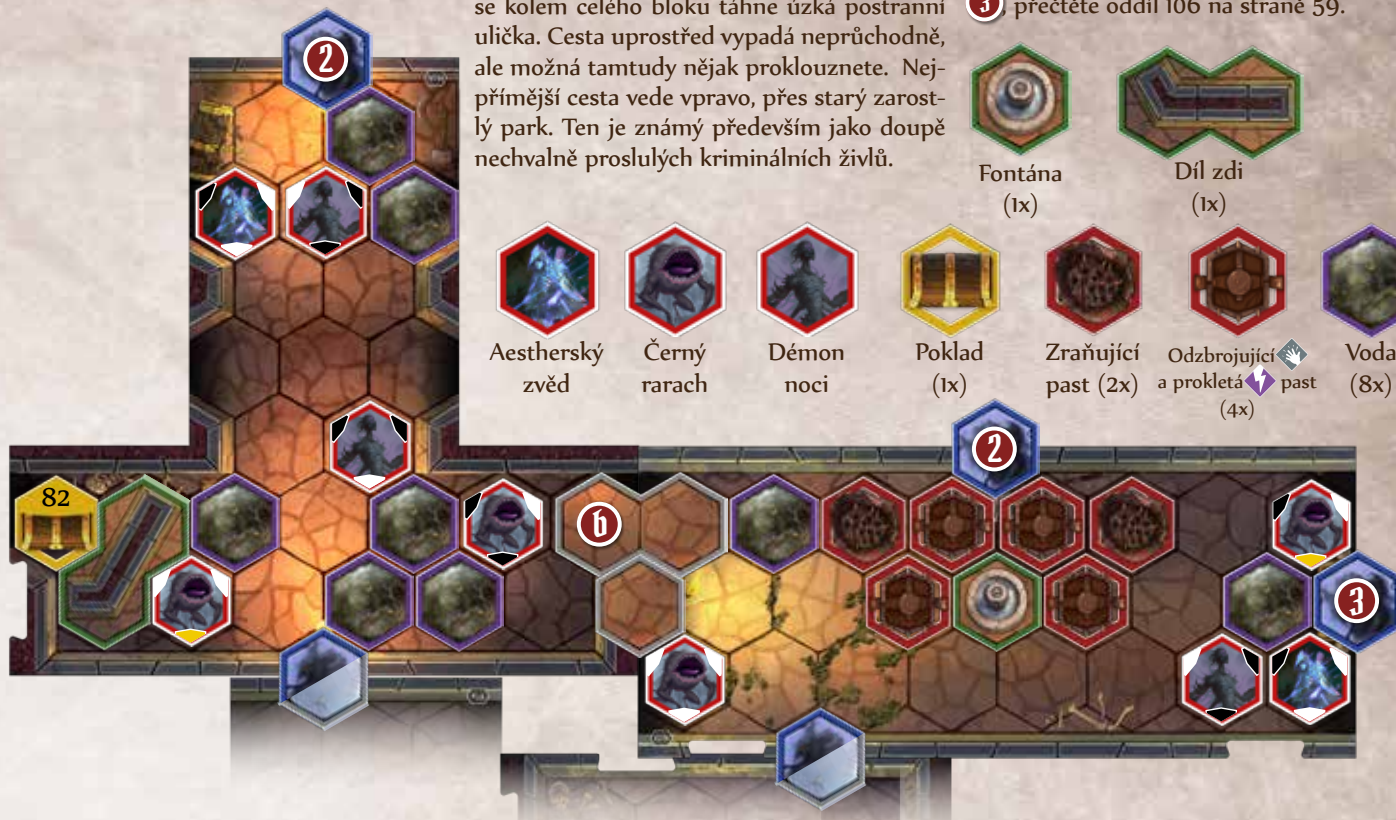 se kolem celého bloku táhne úzká postranní
ulička. Cesta uprostřed vypadá neprůchodně,
ale možná tamtudy nějak proklouznete. Nej-
přímější cesta vede vpravo, přes starý zarost-
lý park. Ten je známý především jako doupě
nechvalně proslulých kriminálních živlů.
3, přečtěte oddíl 106 na straně 59.
Fontána
(1x)
Díl zdi
(1x)
Aestherský
zvěd
Černý
rarach
Démon
noci
Poklad
(1x)
Zraňující
past (2x)
Odzbrojující
a prokletá past
(4x)
Voda
(8x)
2
2
82
b
3